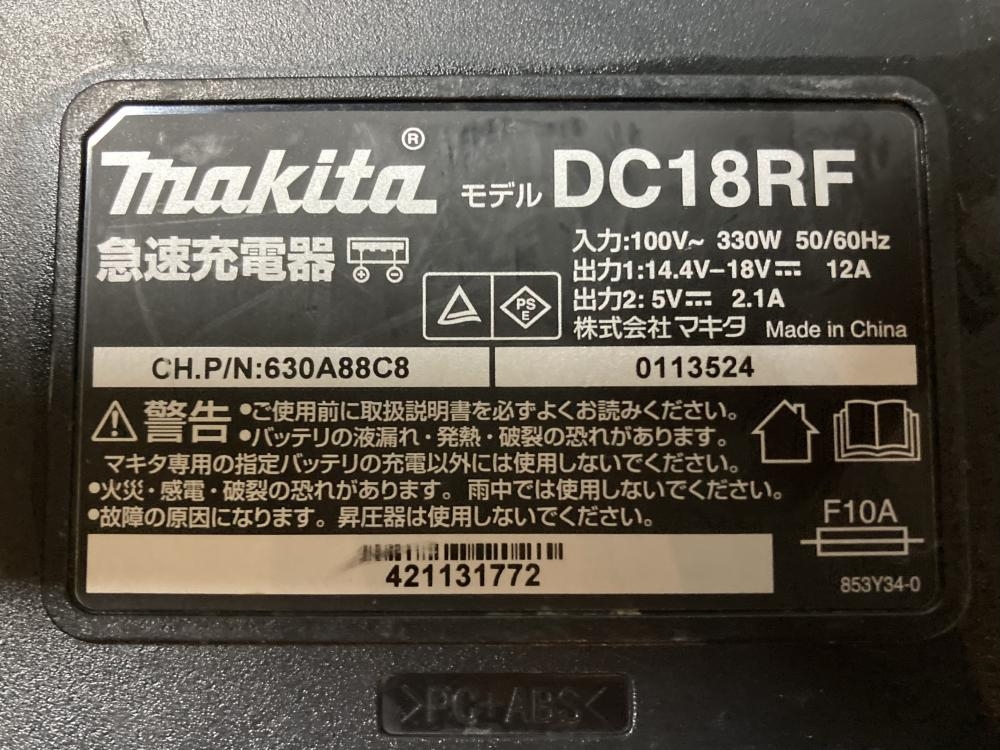 makita®
モデル DC18RF
急速充電器
入力:100V~ 330W 50/60Hz
出力1:14.4V-18V⎓ 12A
出力2: 5V⎓ 2.1A
PS
E
株式会社マキタ Made in China
CH.P/N:630A88C8
0113524
警告 •ご使用前に取扱説明書を必ずよくお読みください。
•バッテリの液漏れ・発熱・破裂の恐れがあります。
マキタ専用の指定バッテリの充電以外には使用しないでください。
•火災・感電・破裂の恐れがあります。雨中では使用しないでください。
•故障の原因になります。昇圧器は使用しないでください。
F10A
421131772
853Y34-0
>PC+ABS<